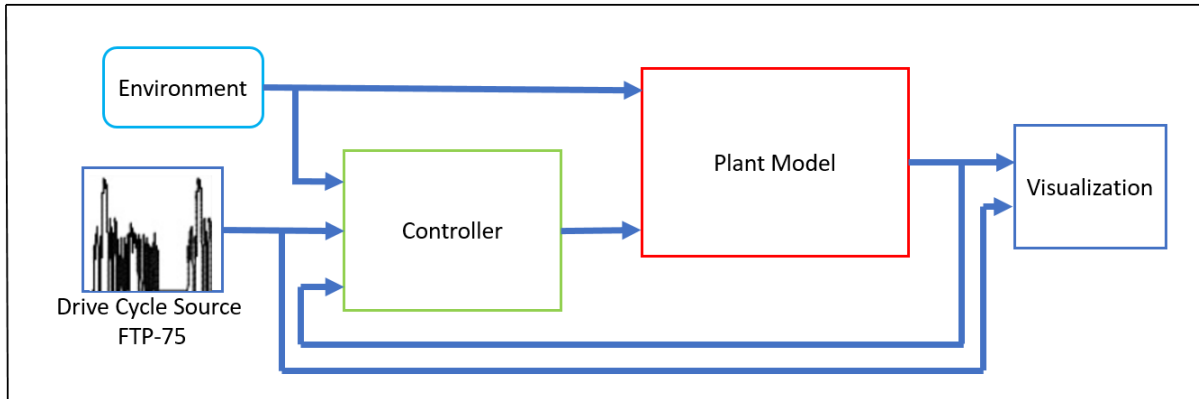 Environment
Plant Model
Visualization
Controller
Drive Cycle Source
FTP-75